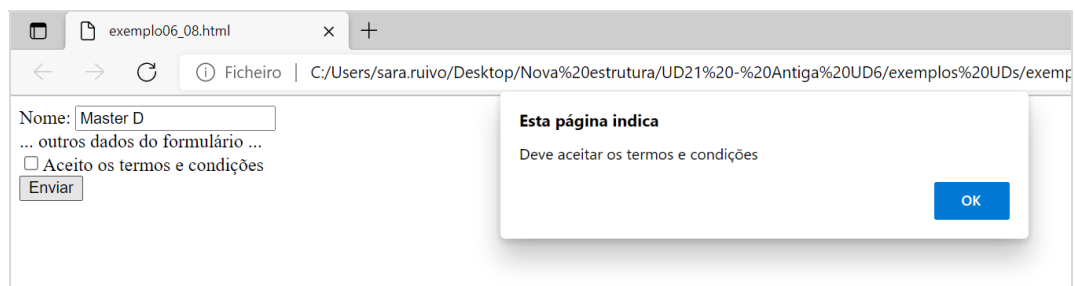 exemplo06_08.html
Ficheiro | C:/Users/sara.ruivo/Desktop/Nova%20estrutura/UD21%20-%20Antiga%20UD6/exemplos%20UDs/exemp
Nome: Master D
... outros dados do formulário ...
Aceito os termos e condições
Enviar
Esta página indica
Deve aceitar os termos e condições
OK